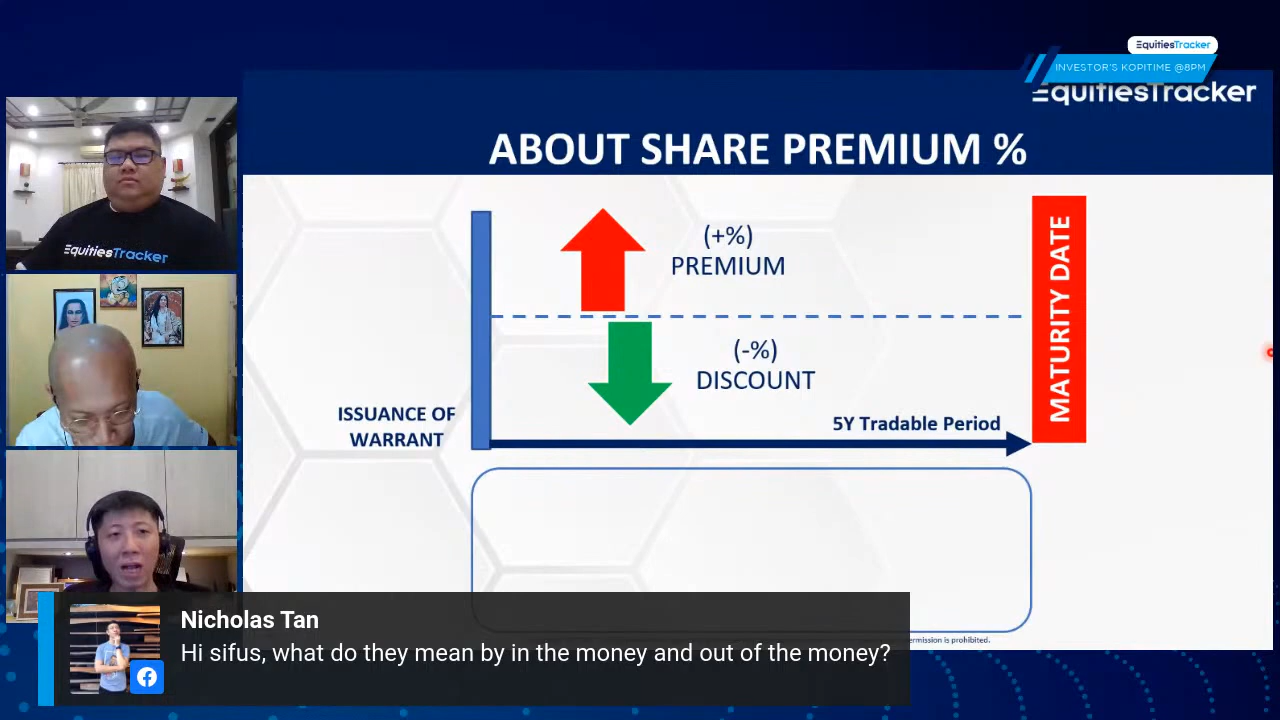 EquitiesTracker
INVESTOR'S KOPITIME @8PM
EquitiesTracker
ABOUT SHARE PREMIUM %
EquitiesTracker
(+%)
PREMIUM
(-%)
DISCOUNT
MATURITY DATE
ISSUANCE OF
WARRANT
5Y Tradable Period
permission is prohibited.
Nicholas Tan
Hi sifus, what do they mean by in the money and out of the money?